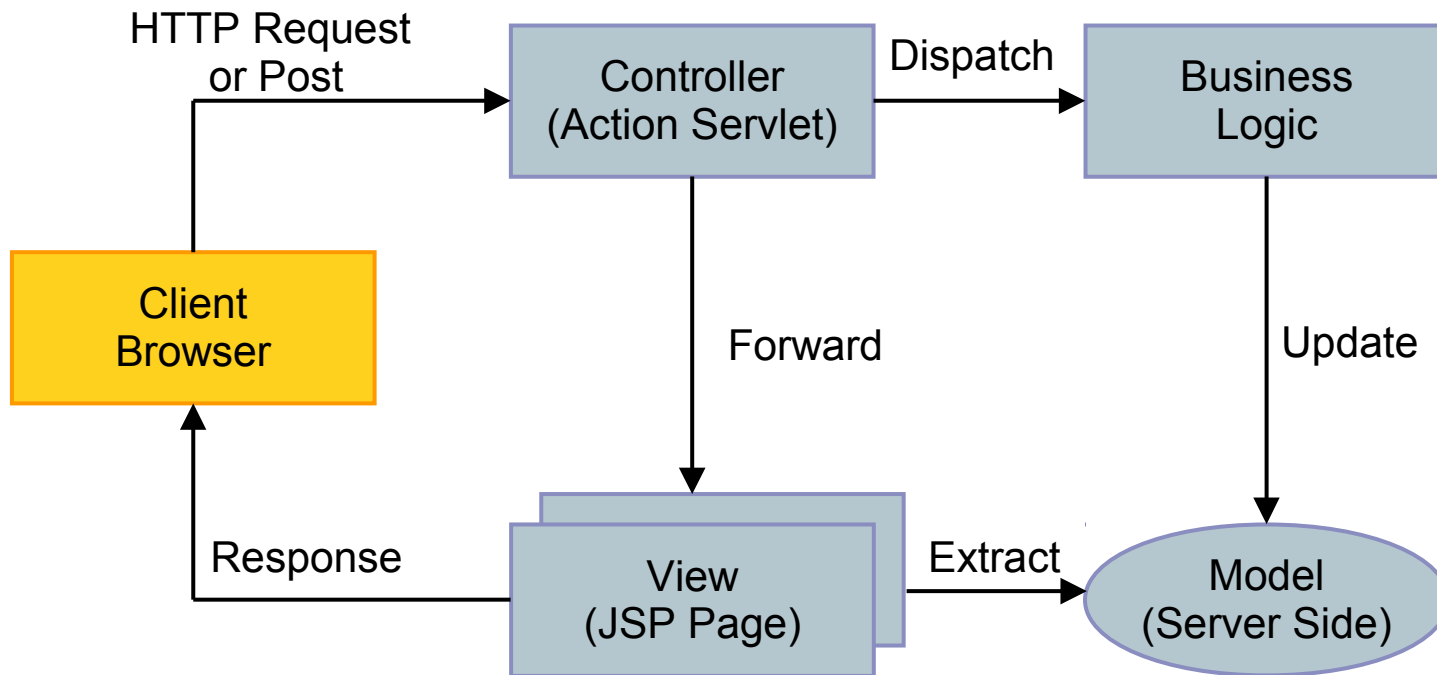 HTTP Request
or Post
Controller
(Action Servlet)
Dispatch
Business
Logic
Client
Browser
Forward
Update
Response
View
(JSP Page)
Extract
Model
(Server Side)